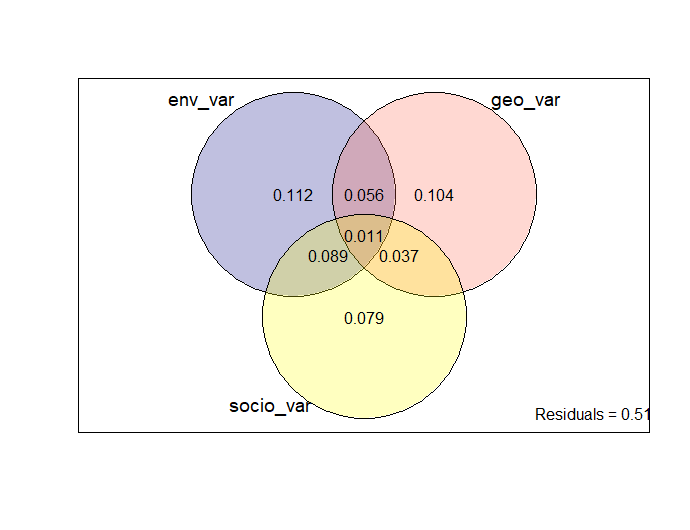 env_var
geo_var
0.112
0.056
0.104
0.011
0.089
0.037
0.079
socio_var
Residuals = 0.51